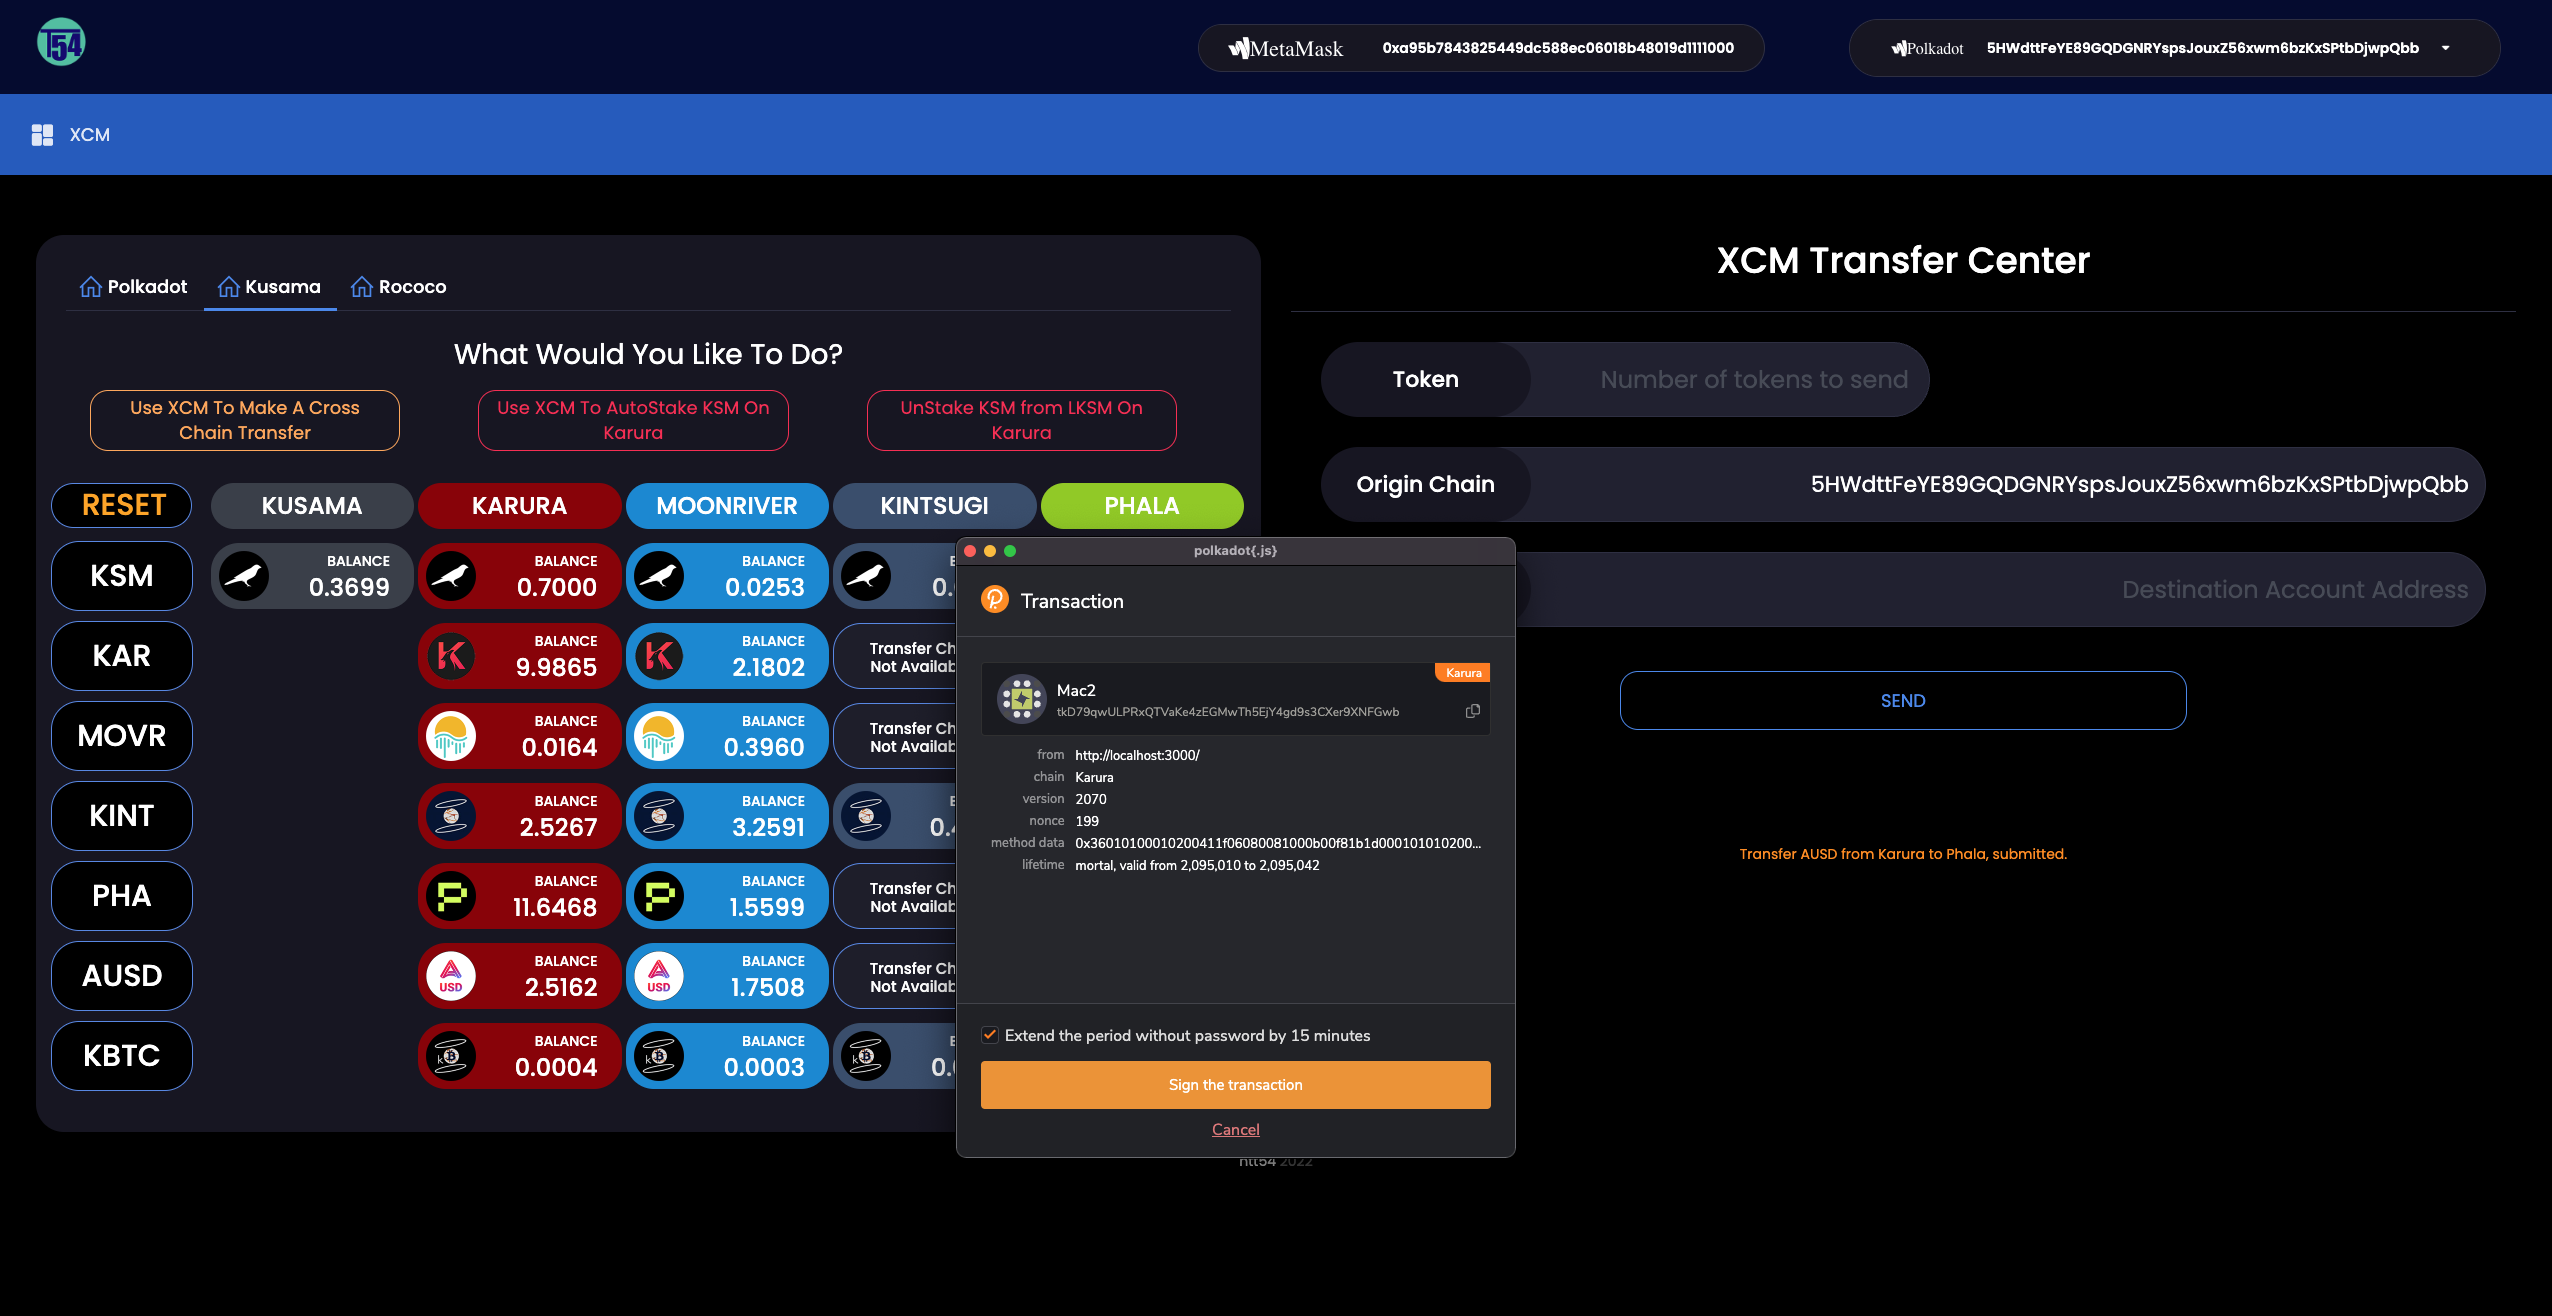 T54
MetaMask 0xa95b7843825449dc588ec06018b48019d1111000
Polkadot 5HWdttFeYE89GQDGNRYspsJouxZ56xwm6bzKxSPtbDjwpQbb
XCM
Polkadot Kusama Rococo
What Would You Like To Do?
Use XCM To Make A Cross
Chain Transfer
Use XCM To AutoStake KSM On
Karura
UnStake KSM from LKSM On
Karura
RESET KUSAMA KARURA MOONRIVER KINTSUGI PHALA
KSM
BALANCE
0.3699
BALANCE
0.7000
BALANCE
0.0253
KAR
BALANCE
9.9865
BALANCE
2.1802
Transfer Ch
Not Availab
MOVR
BALANCE
0.0164
BALANCE
0.3960
Transfer Ch
Not Availab
KINT
BALANCE
2.5267
BALANCE
3.2591
PHA
BALANCE
11.6468
BALANCE
1.5599
Transfer Ch
Not Availab
AUSD
USD
BALANCE
2.5162
USD
BALANCE
1.7508
Transfer Ch
Not Availab
KBTC
BALANCE
0.0004
BALANCE
0.0003
XCM Transfer Center
Token Number of tokens to send
Origin Chain 5HWdttFeYE89GQDGNRYspsJouxZ56xwm6bzKxSPtbDjwpQbb
Destination Account Address
SEND
Transfer AUSD from Karura to Phala, submitted.
polkadot{.js}
Transaction
Karura
Mac2
tkD79qwULPRxQTVaKe4zEGMwTh5EjY4gd9s3CXer9XNFGwb
from http://localhost:3000/
chain Karura
version 2070
nonce 199
method data 0x36010100010200411f06080081000b00f81b1d000101010200...
lifetime mortal, valid from 2,095,010 to 2,095,042
Extend the period without password by 15 minutes
Sign the transaction
Cancel
ntt54 2022